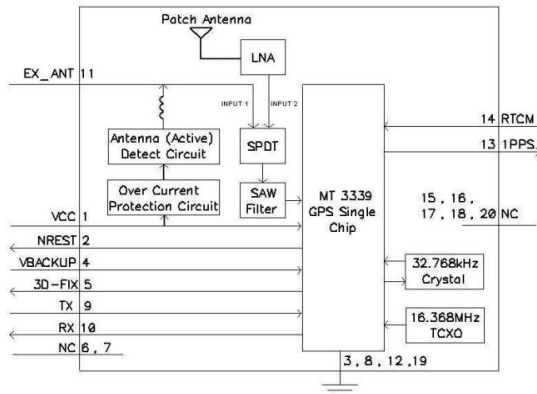 Patch Antenna
LNA
EX_ANT 11
INPUT 1
INPUT 2
14 RTCM
13 1PPS
Antenna (Active)
Detect Circuit
SPDT
Over Current
Protection Circuit
SAW
Filter
MT 3339
GPS Single
Chip
15, 16,
17, 18, 20 NC
VCC 1
NREST 2
VBACKUP 4
3D-FIX 5
TX 9
RX 10
NC 6, 7
32.768kHz
Crystal
16.368MHz
TCXO
3, 8, 12, 19